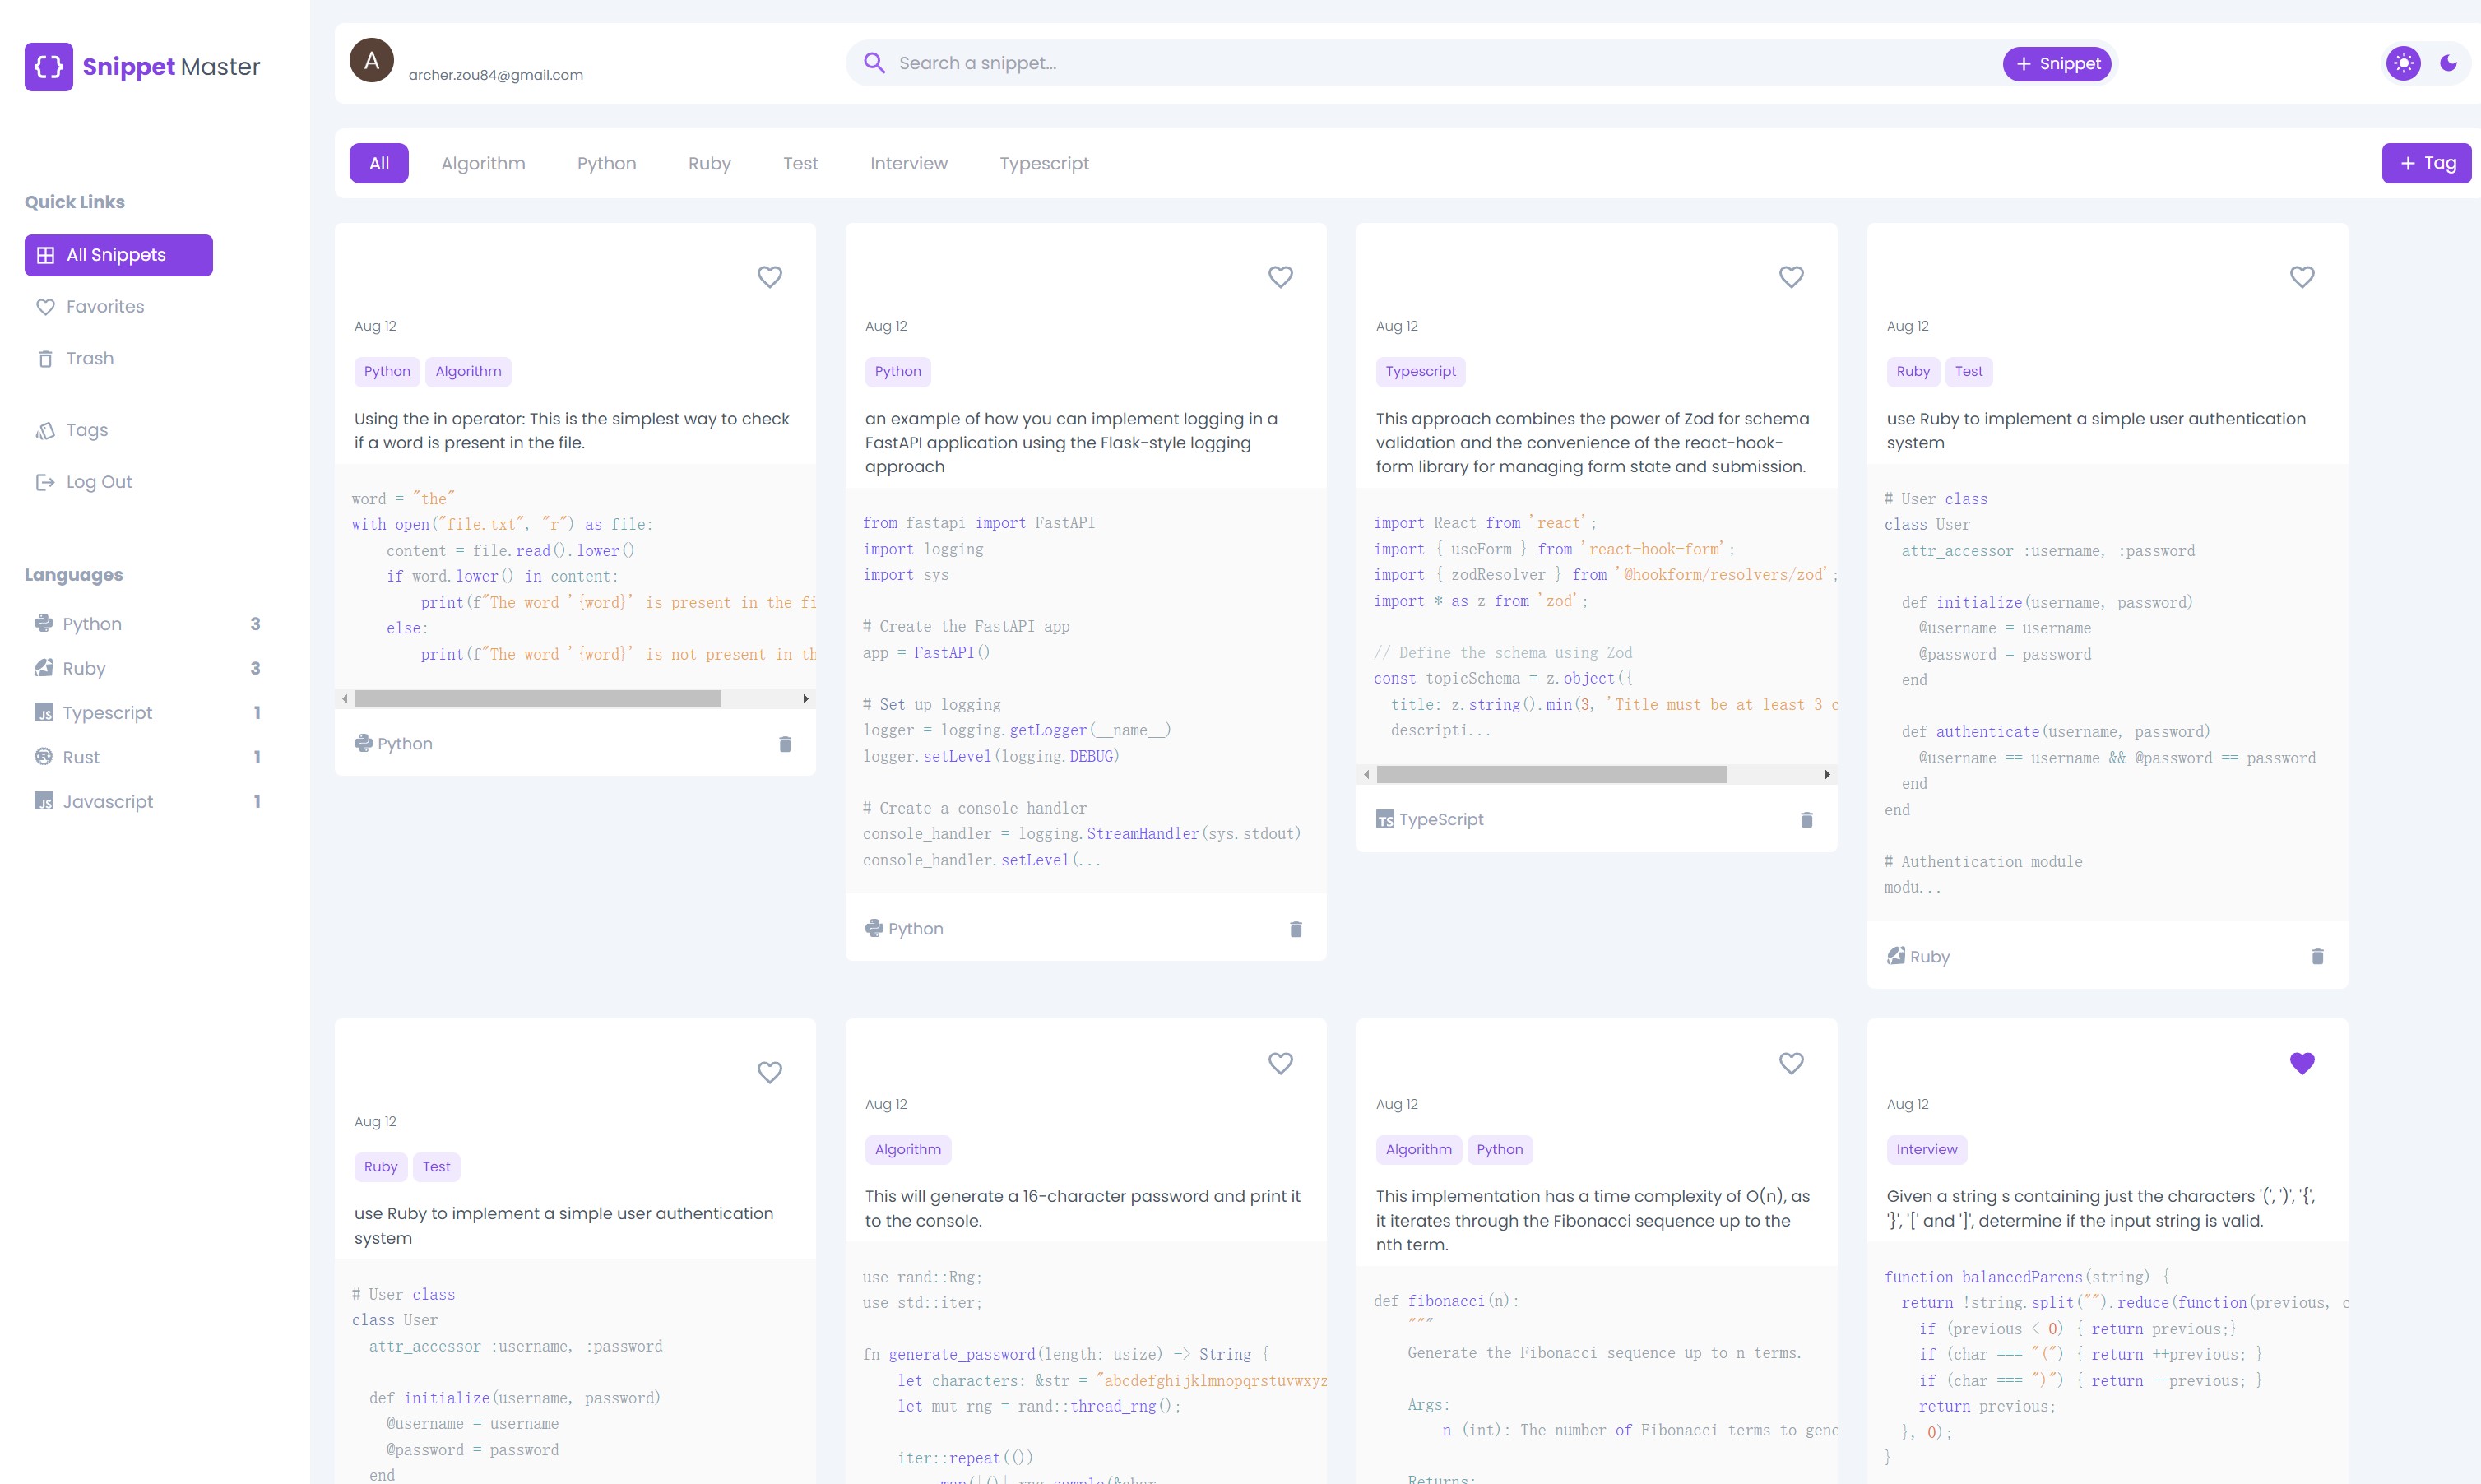 Snippet Master
Quick Links
All Snippets
Favorites
Trash
Tags
Log Out
Languages
Python 3
Ruby 3
Typescript 1
Rust 1
Javascript 1
A
archer.zou84@gmail.com
Search a snippet...
+ Snippet
All Algorithm Python Ruby Test Interview Typescript
+ Tag
Aug 12
Python Algorithm
Using the in operator: This is the simplest way to check
if a word is present in the file.
word = "the"
with open("file.txt", "r") as file:
    content = file.read().lower()
    if word.lower() in content:
        print(f"The word '{word}' is present in the fi
    else:
        print(f"The word '{word}' is not present in th
Python
Aug 12
Python
an example of how you can implement logging in a
FastAPI application using the Flask-style logging
approach
from fastapi import FastAPI
import logging
import sys
# Create the FastAPI app
app = FastAPI()
# Set up logging
logger = logging.getLogger(__name__)
logger.setLevel(logging.DEBUG)
# Create a console handler
console_handler = logging.StreamHandler(sys.stdout)
console_handler.setLevel(...
Python
Aug 12
Typescript
This approach combines the power of Zod for schema
validation and the convenience of the react-hook-
form library for managing form state and submission.
import React from 'react';
import { useForm } from 'react-hook-form';
import { zodResolver } from '@hookform/resolvers/zod';
import * as z from 'zod';
// Define the schema using Zod
const topicSchema = z.object({
  title: z.string().min(3, 'Title must be at least 3 c
  descripti...
TS TypeScript
Aug 12
Ruby Test
use Ruby to implement a simple user authentication
system
# User class
class User
  attr_accessor :username, :password
  def initialize(username, password)
    @username = username
    @password = password
  end
  def authenticate(username, password)
    @username == username && @password == password
  end
end
# Authentication module
modu...
Ruby
Aug 12
Ruby Test
use Ruby to implement a simple user authentication
system
# User class
class User
  attr_accessor :username, :password
  def initialize(username, password)
    @username = username
    @password = password
  end
Aug 12
Algorithm
This will generate a 16-character password and print it
to the console.
use rand::Rng;
use std::iter;
fn generate_password(length: usize) -> String {
    let characters: &str = "abcdefghijklmnopqrstuvwxyz
    let mut rng = rand::thread_rng();
    iter::repeat(())
Aug 12
Algorithm Python
This implementation has a time complexity of O(n), as
it iterates through the Fibonacci sequence up to the
nth term.
def fibonacci(n):
    """
    Generate the Fibonacci sequence up to n terms.
    Args:
        n (int): The number of Fibonacci terms to gene
    Returns:
Aug 12
Interview
Given a string s containing just the characters '(', ')', '{',
'}', '[' and ']', determine if the input string is valid.
function balancedParens(string) {
  return !string.split("").reduce(function(previous, c
    if (previous < 0) { return previous;}
    if (char === "(") { return ++previous; }
    if (char === ")") { return --previous; }
    return previous;
  }, 0);
}